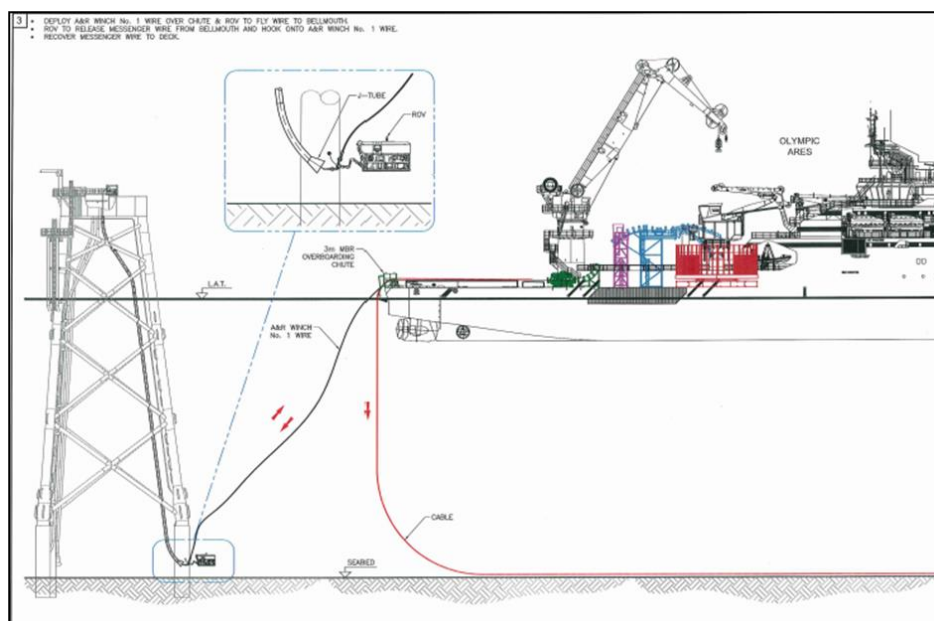 3
• DEPLOY A&R WINCH No. 1 WIRE OVER CHUTE & ROV TO FLY WIRE TO BELLMOUTH.
• ROV TO RELEASE MESSENGER WIRE FROM BELLMOUTH AND HOOK ONTO A&R WINCH No. 1 WIRE.
• RECOVER MESSENGER WIRE TO DECK.
J-TUBE
ROV
OLYMPIC
ARES
3m MBR
OVERBOARDING
CHUTE
L.A.T.
A&R WINCH
No. 1 WIRE
CABLE
SEABED